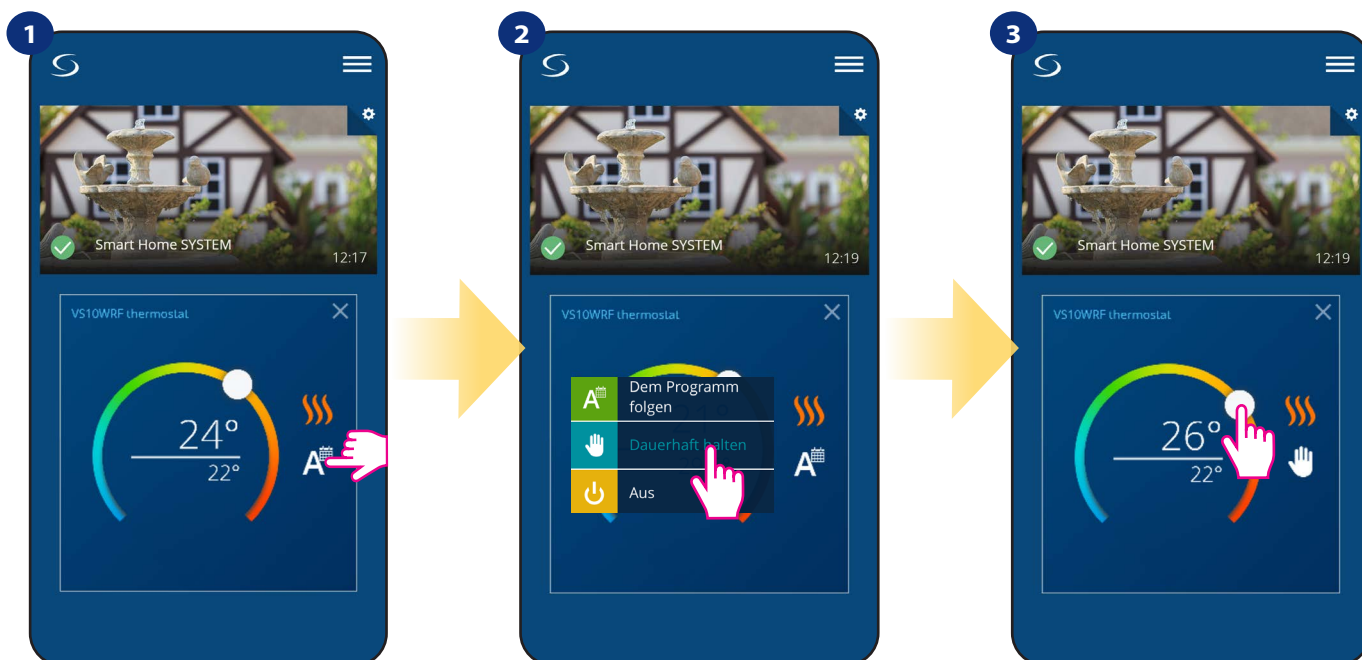 1
Smart Home SYSTEM
12:17
VS10WRF thermostat
24°
22°
A
2
Smart Home SYSTEM
12:19
VS10WRF thermostat
A
Dem Programm
folgen
Dauerhaft halten
Aus
A
3
Smart Home SYSTEM
12:19
VS10WRF thermostat
26°
22°